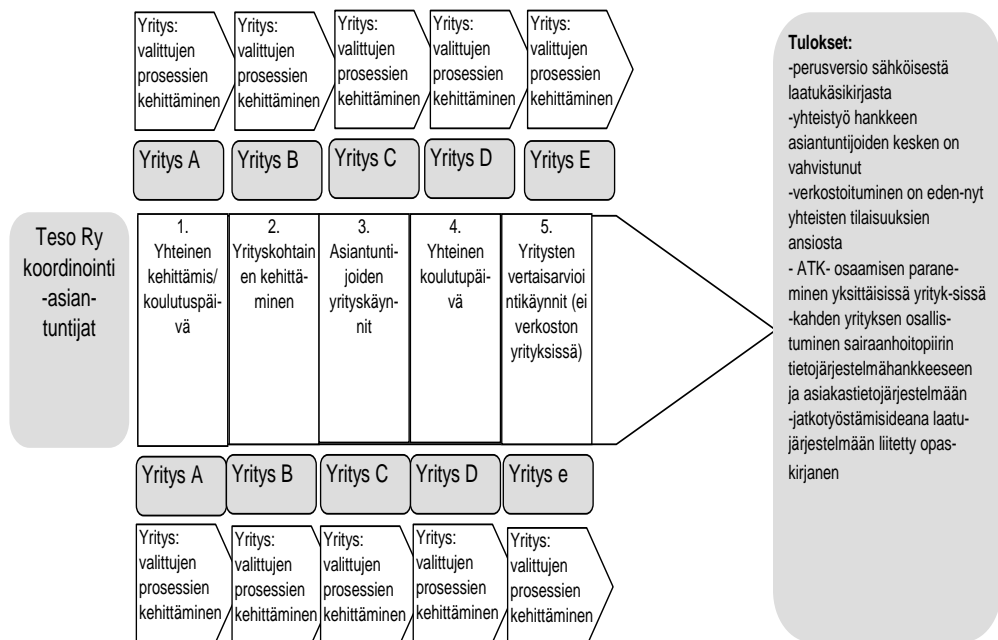 Yritys:
valittujen
prosessien
kehittäminen
Yritys:
valittujen
prosessien
kehittäminen
Yritys:
valittujen
prosessien
kehittäminen
Yritys:
valittujen
prosessien
kehittäminen
Yritys:
valittujen
prosessien
kehittäminen
Yritys A
Yritys B
Yritys C
Yritys D
Yritys E
Teso Ry
koordinointi
-asian-
tuntijat
1.
Yhteinen
kehittämis/
koulutuspäi-
vä
2.
Yrityskohtain
en kehittä-
minen
3.
Asiantunti-
joiden
yrityskäyn-
nit
4.
Yhteinen
koulutupäi-
vä
5.
Yritysten
vertaisarvioi
ntikäynnit (ei
verkoston
yrityksissä)
Yritys A
Yritys B
Yritys C
Yritys D
Yritys e
Yritys:
valittujen
prosessien
kehittäminen
Yritys:
valittujen
prosessien
kehittäminen
Yritys:
valittujen
prosessien
kehittäminen
Yritys:
valittujen
prosessien
kehittäminen
Yritys:
valittujen
prosessien
kehittäminen
Tulokset:
-perusversio sähköisestä
laatukäsikirjasta
-yhteistyö hankkeen
asiantuntijoiden kesken on
vahvistunut
-verkostoituminen on eden-nyt
yhteisten tilaisuuksien
ansiosta
- ATK- osaamisen parane-
minen yksittäisissä yrityk-sissä
-kahden yrityksen osallis-
tuminen sairaanhoitopiirin
tietojärjestelmähankkeeseen
ja asiakastietojärjestelmään
-jatkotyöstämisideana laatu-
järjestelmään liitetty opas-
kirjanen